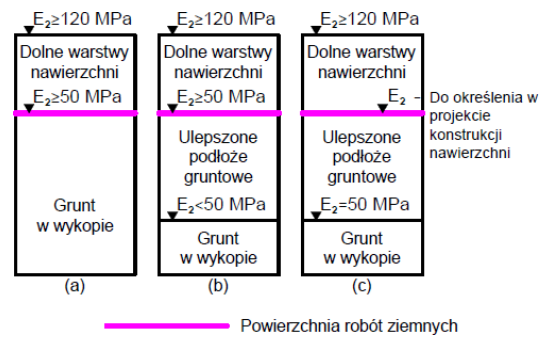 E₂≥120 MPa
Dolne warstwy
nawierzchni
E₂≥50 MPa
Grunt
w wykopie
(a)
E₂≥120 MPa
Dolne warstwy
nawierzchni
E₂≥50 MPa
Ulepszone
podłoże
gruntowe
E₂<50 MPa
Grunt
w wykopie
(b)
E₂≥120 MPa
Dolne warstwy
nawierzchni
E₂ -
Do określenia w
projekcie
konstrukcji
nawierzchni
Ulepszone
podłoże
gruntowe
E₂=50 MPa
Grunt
w wykopie
(c)
Powierzchnia robót ziemnych